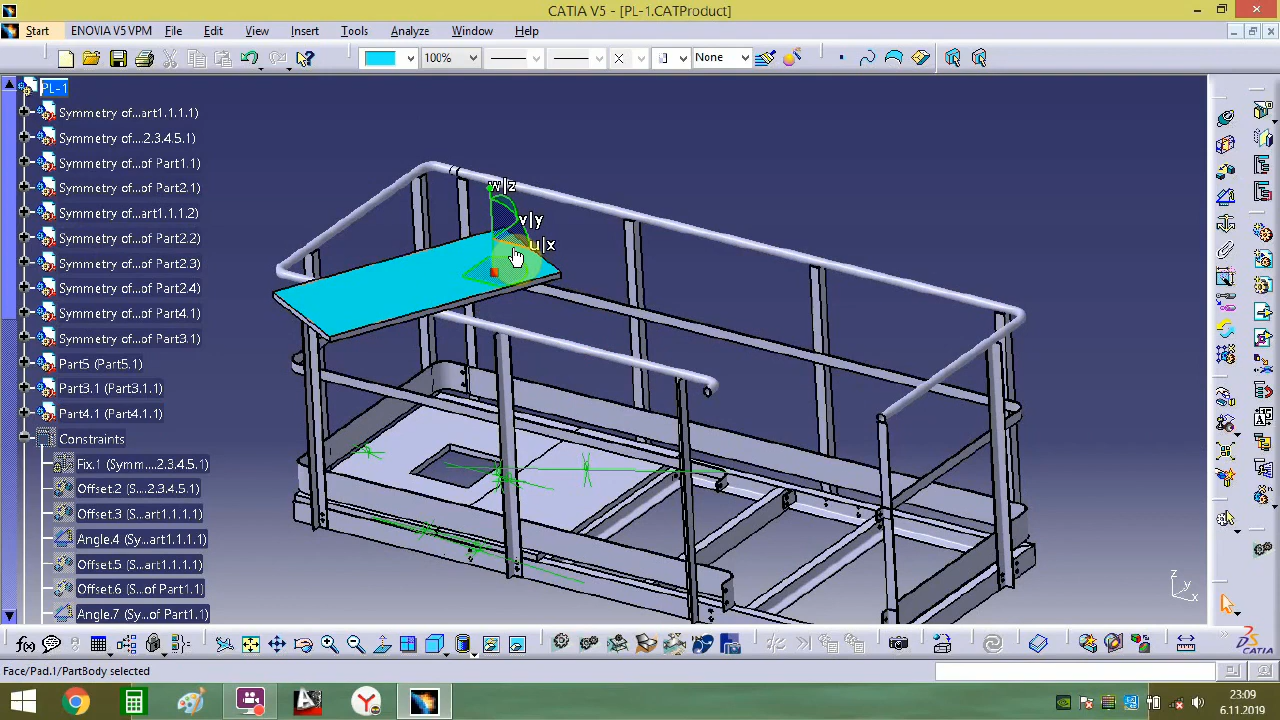 CATIA V5 - [PL-1.CATProduct]
Start ENOVIA V5 VPM File Edit View Insert Tools Analyze Window Help
100% None
PL-1
Symmetry of...art1.1.1.1)
Symmetry of...2.3.4.5.1)
Symmetry of...of Part1.1)
Symmetry of...of Part2.1)
Symmetry of...art1.1.1.2)
Symmetry of...of Part2.2)
Symmetry of...of Part2.3)
Symmetry of...of Part2.4)
Symmetry of...of Part4.1)
Symmetry of...of Part3.1)
Part5 (Part5.1)
Part3.1 (Part3.1.1)
Part4.1 (Part4.1.1)
Constraints
Fix.1 (Symm....2.3.4.5.1)
Offset.2 (S...2.3.4.5.1)
Offset.3 (S...art1.1.1.1)
Angle.4 (Sy...art1.1.1.1)
Offset.5 (S...art1.1.1.1)
Offset.6 (S...of Part1.1)
Angle.7 (Sy...of Part1.1)
w|z
v|y
u|x
z
y
x
CATIA
Face/Pad.1/PartBody selected
23:09
6.11.2019